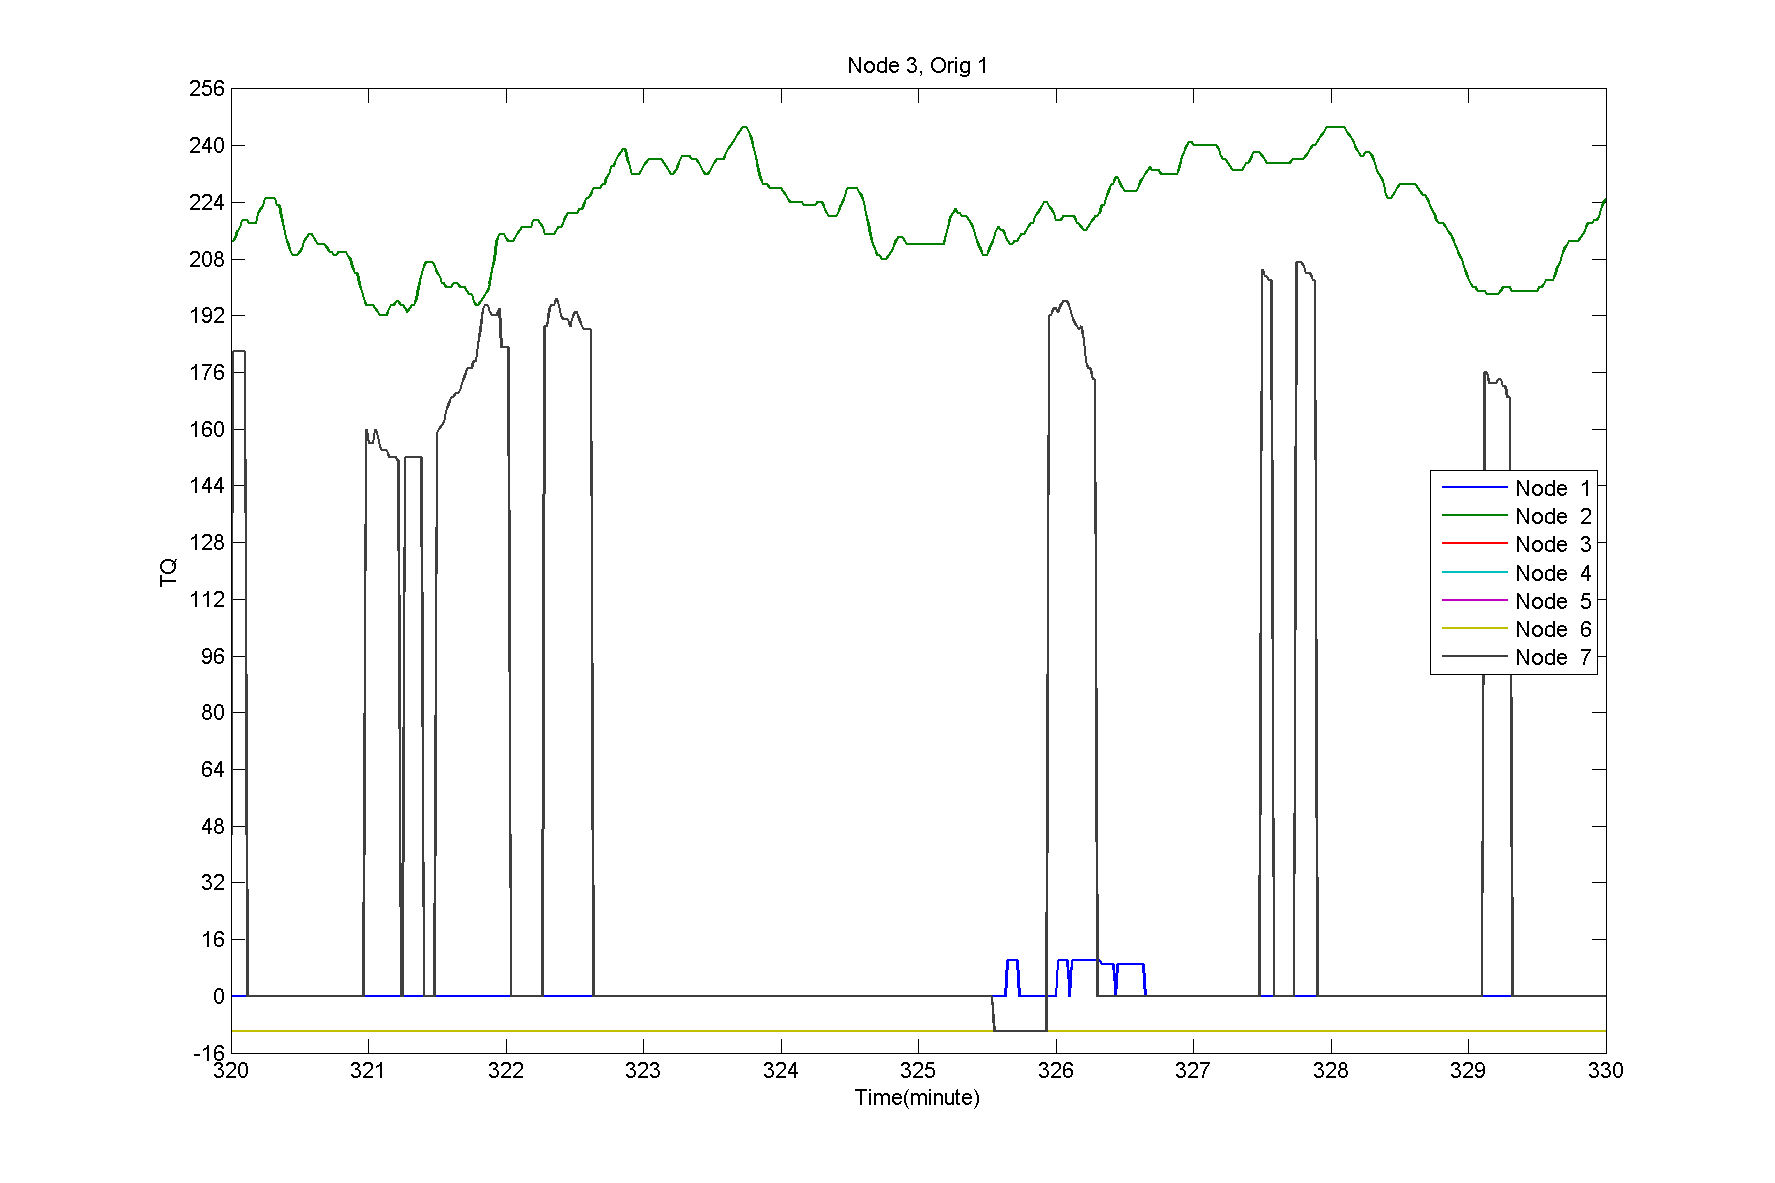 Node 3, Orig 1
256
240
224
208
192
176
160
144
128
112
96
80
64
48
32
16
0
-16
TQ
Node 1
Node 2
Node 3
Node 4
Node 5
Node 6
Node 7
320 321 322 323 324 325 326 327 328 329 330
Time(minute)